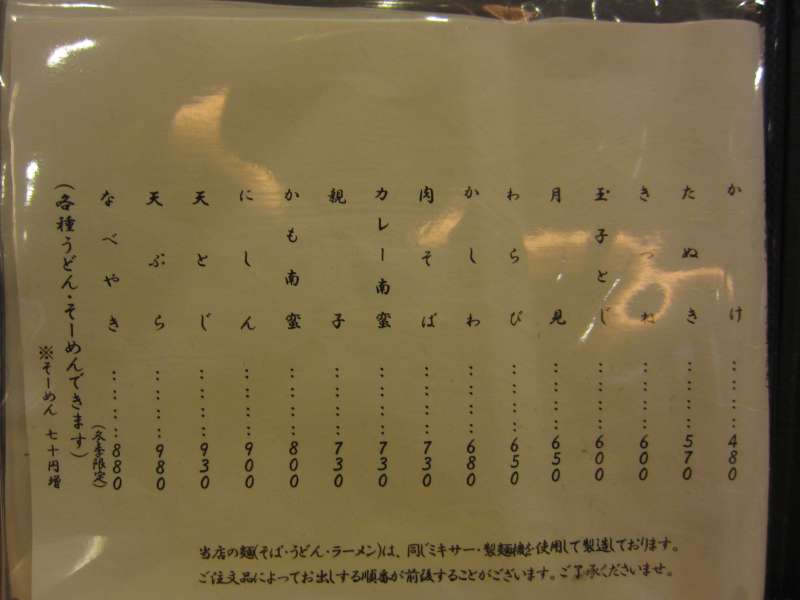 かけ……480
たぬき……570
きつね……600
玉子とじ……600
月見……650
わらび……650
かしわ……680
肉そば……730
カレー南蛮……730
親子……730
かも南蛮……800
にしん……900
天とじ……930
天ぷら……980
なべやき……(冬季限定)880
(各種うどん・そーめんできます)
※そーめん 七十円増
当店の麺(そば・うどん・ラーメン)は、同じミキサー・製麺機を使用して製造しております。
ご注文品によってお出しする順番が前後することがございます。ご了承くださいませ。